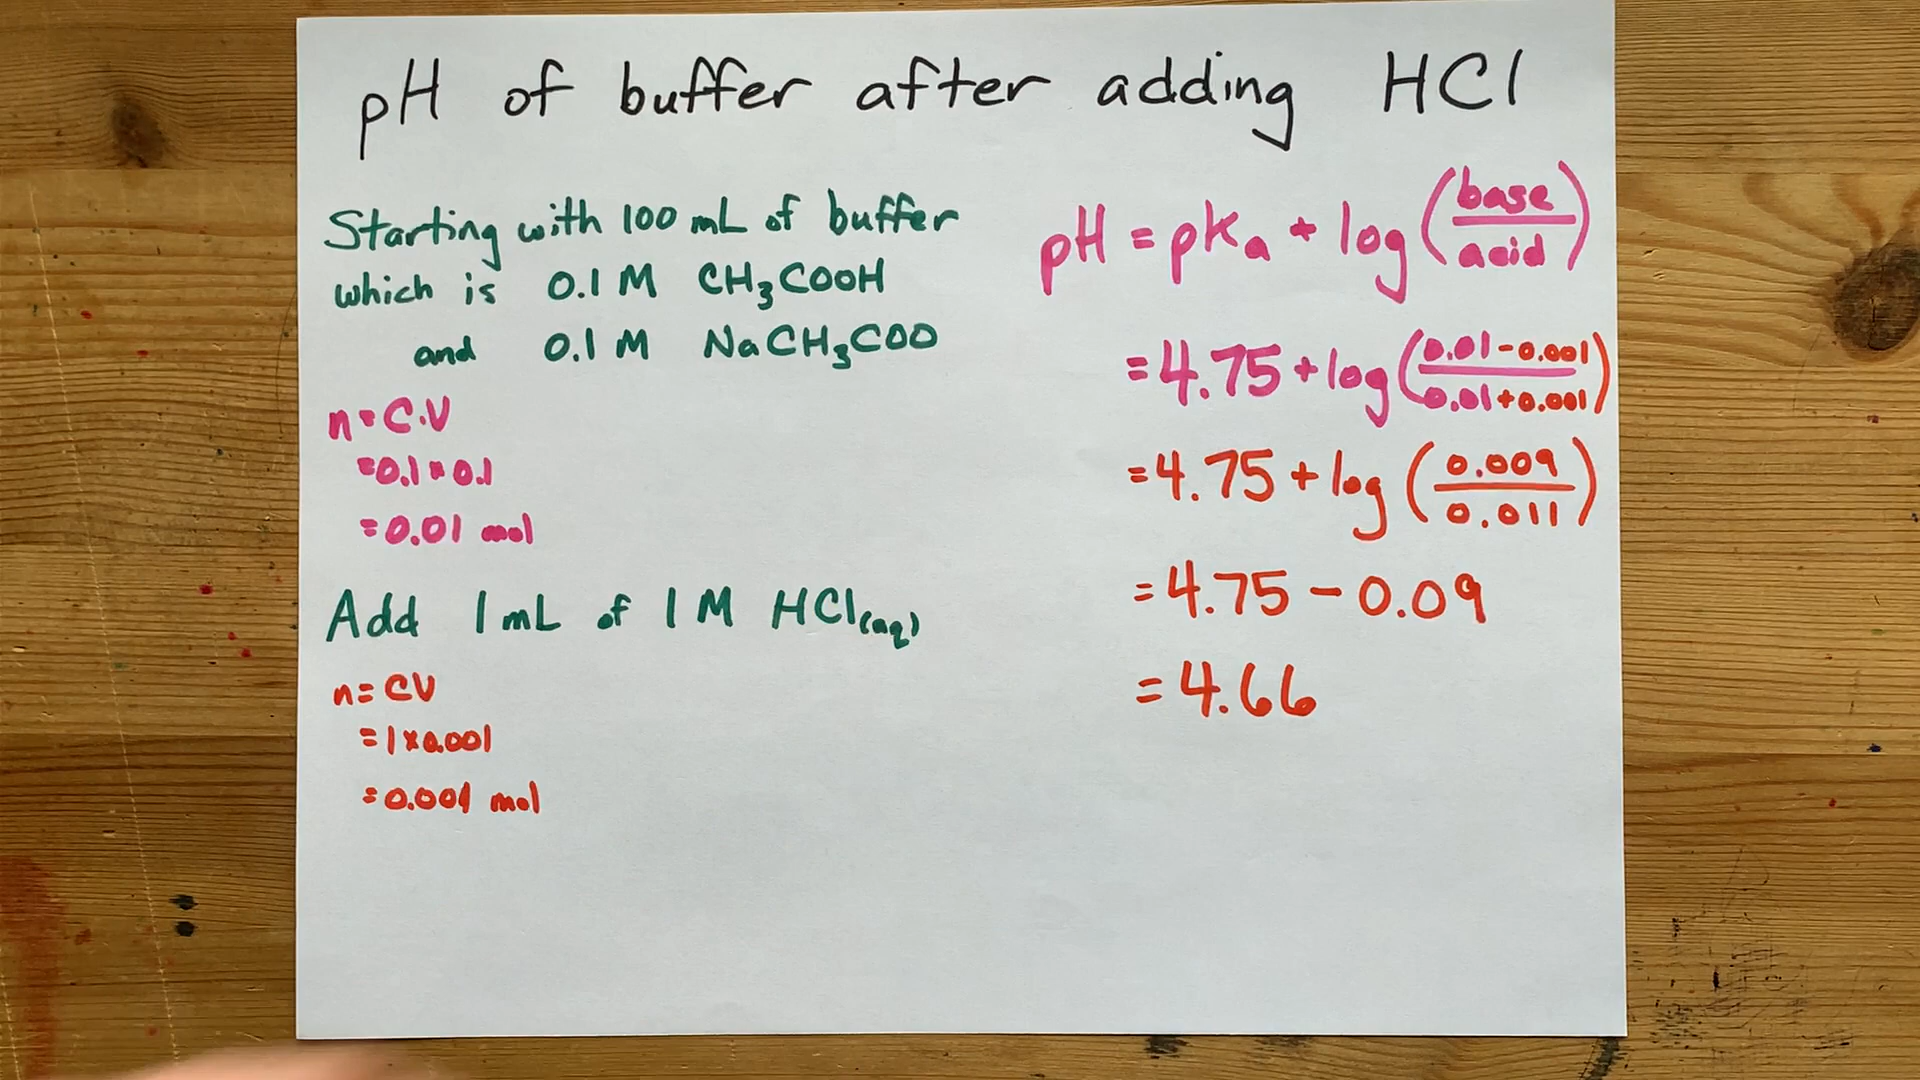 pH of buffer after adding HCl
Starting with 100 mL of buffer
which is 0.1 M CH₃COOH
and 0.1 M NaCH₃COO
n = C·V
= 0.1 × 0.1
= 0.01 mol
Add 1 mL of 1 M HCl(aq)
n = CV
= 1 × 0.001
= 0.001 mol
pH = pKa + log (base/acid)
= 4.75 + log (0.01 - 0.001/0.01 + 0.001)
= 4.75 + log (0.009/0.011)
= 4.75 - 0.09
= 4.66